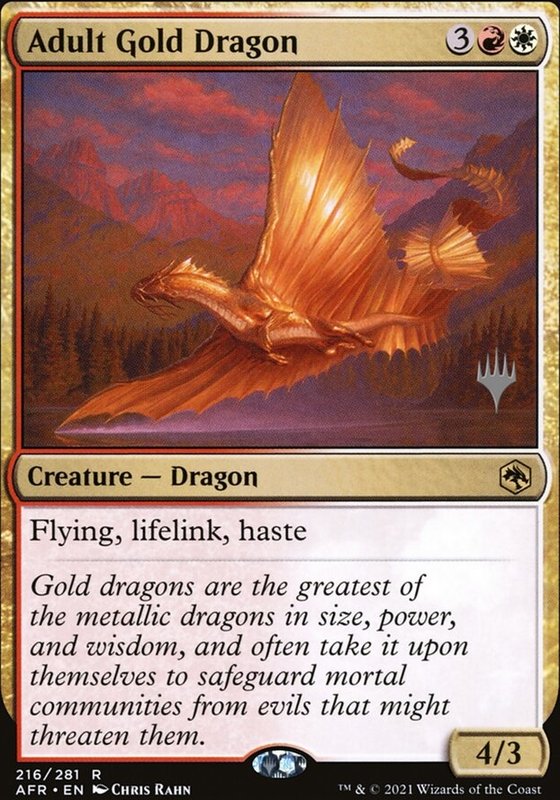 Adult Gold Dragon 3
Creature — Dragon
Flying, lifelink, haste
Gold dragons are the greatest of
the metallic dragons in size, power,
and wisdom, and often take it upon
themselves to safeguard mortal
communities from evils that might
threaten them.
4/3
216/281 R
AFR • EN Chris Rahn
™ & © 2021 Wizards of the Coast